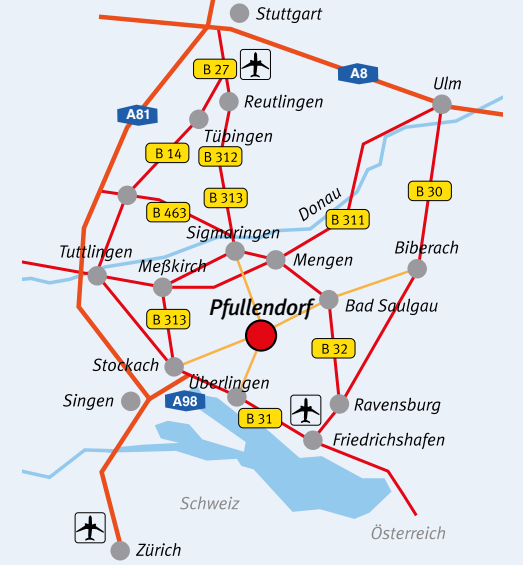 Stuttgart
B 27
A8
Ulm
Reutlingen
A81
Tübingen
B 14
B 312
B 30
B 313
Donau
B 463
B 311
Sigmaringen
Tuttlingen
Biberach
Meßkirch
Mengen
Pfullendorf
Bad Saulgau
B 313
B 32
Stockach
Überlingen
Singen
A98
Ravensburg
B 31
Friedrichshafen
Schweiz
Österreich
Zürich